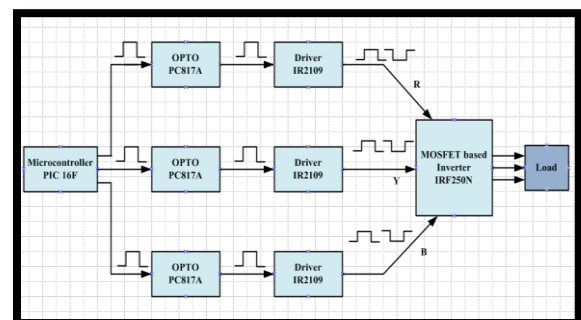 OPTO
PC817A
Driver
IR2109
R
Microcontroller
PIC 16F
OPTO
PC817A
Driver
IR2109
Y
MOSFET based
Inverter
IRF250N
Load
OPTO
PC817A
Driver
IR2109
B